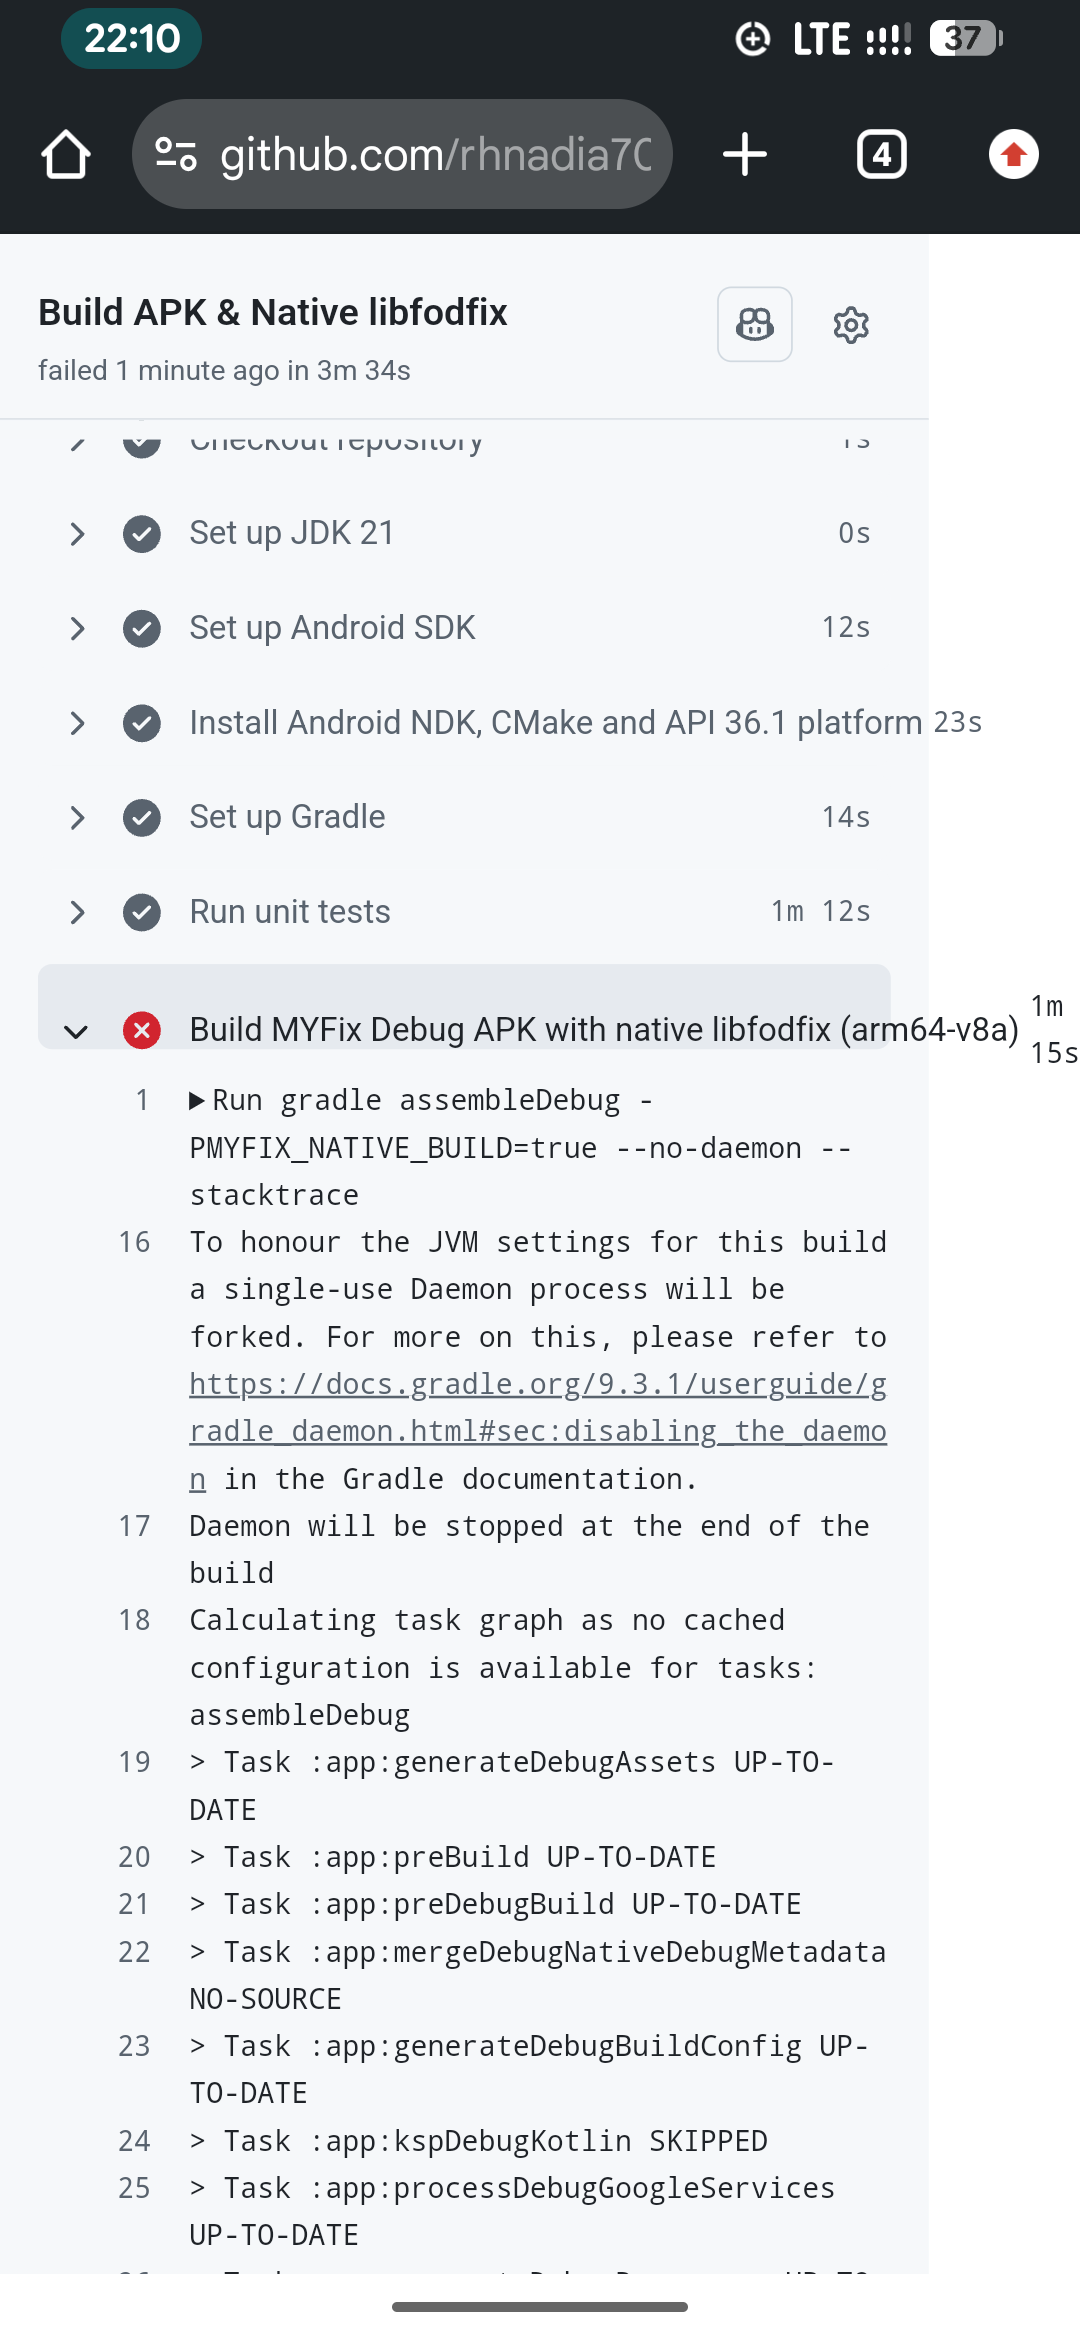 22:10
LTE
37
github.com/rhnadia7
4
Build APK & Native libfodfix
failed 1 minute ago in 3m 34s
Checkout repository 1s
Set up JDK 21 0s
Set up Android SDK 12s
Install Android NDK, CMake and API 36.1 platform 23s
Set up Gradle 14s
Run unit tests 1m 12s
Build MYFix Debug APK with native libfodfix (arm64-v8a) 1m 15s
1 Run gradle assembleDebug -
PMYFIX_NATIVE_BUILD=true --no-daemon --
stacktrace
16 To honour the JVM settings for this build
a single-use Daemon process will be
forked. For more on this, please refer to
https://docs.gradle.org/9.3.1/userguide/g
radle_daemon.html#sec:disabling_the_daemo
n in the Gradle documentation.
17 Daemon will be stopped at the end of the
build
18 Calculating task graph as no cached
configuration is available for tasks:
assembleDebug
19 > Task :app:generateDebugAssets UP-TO-
DATE
20 > Task :app:preBuild UP-TO-DATE
21 > Task :app:preDebugBuild UP-TO-DATE
22 > Task :app:mergeDebugNativeDebugMetadata
NO-SOURCE
23 > Task :app:generateDebugBuildConfig UP-
TO-DATE
24 > Task :app:kspDebugKotlin SKIPPED
25 > Task :app:processDebugGoogleServices
UP-TO-DATE